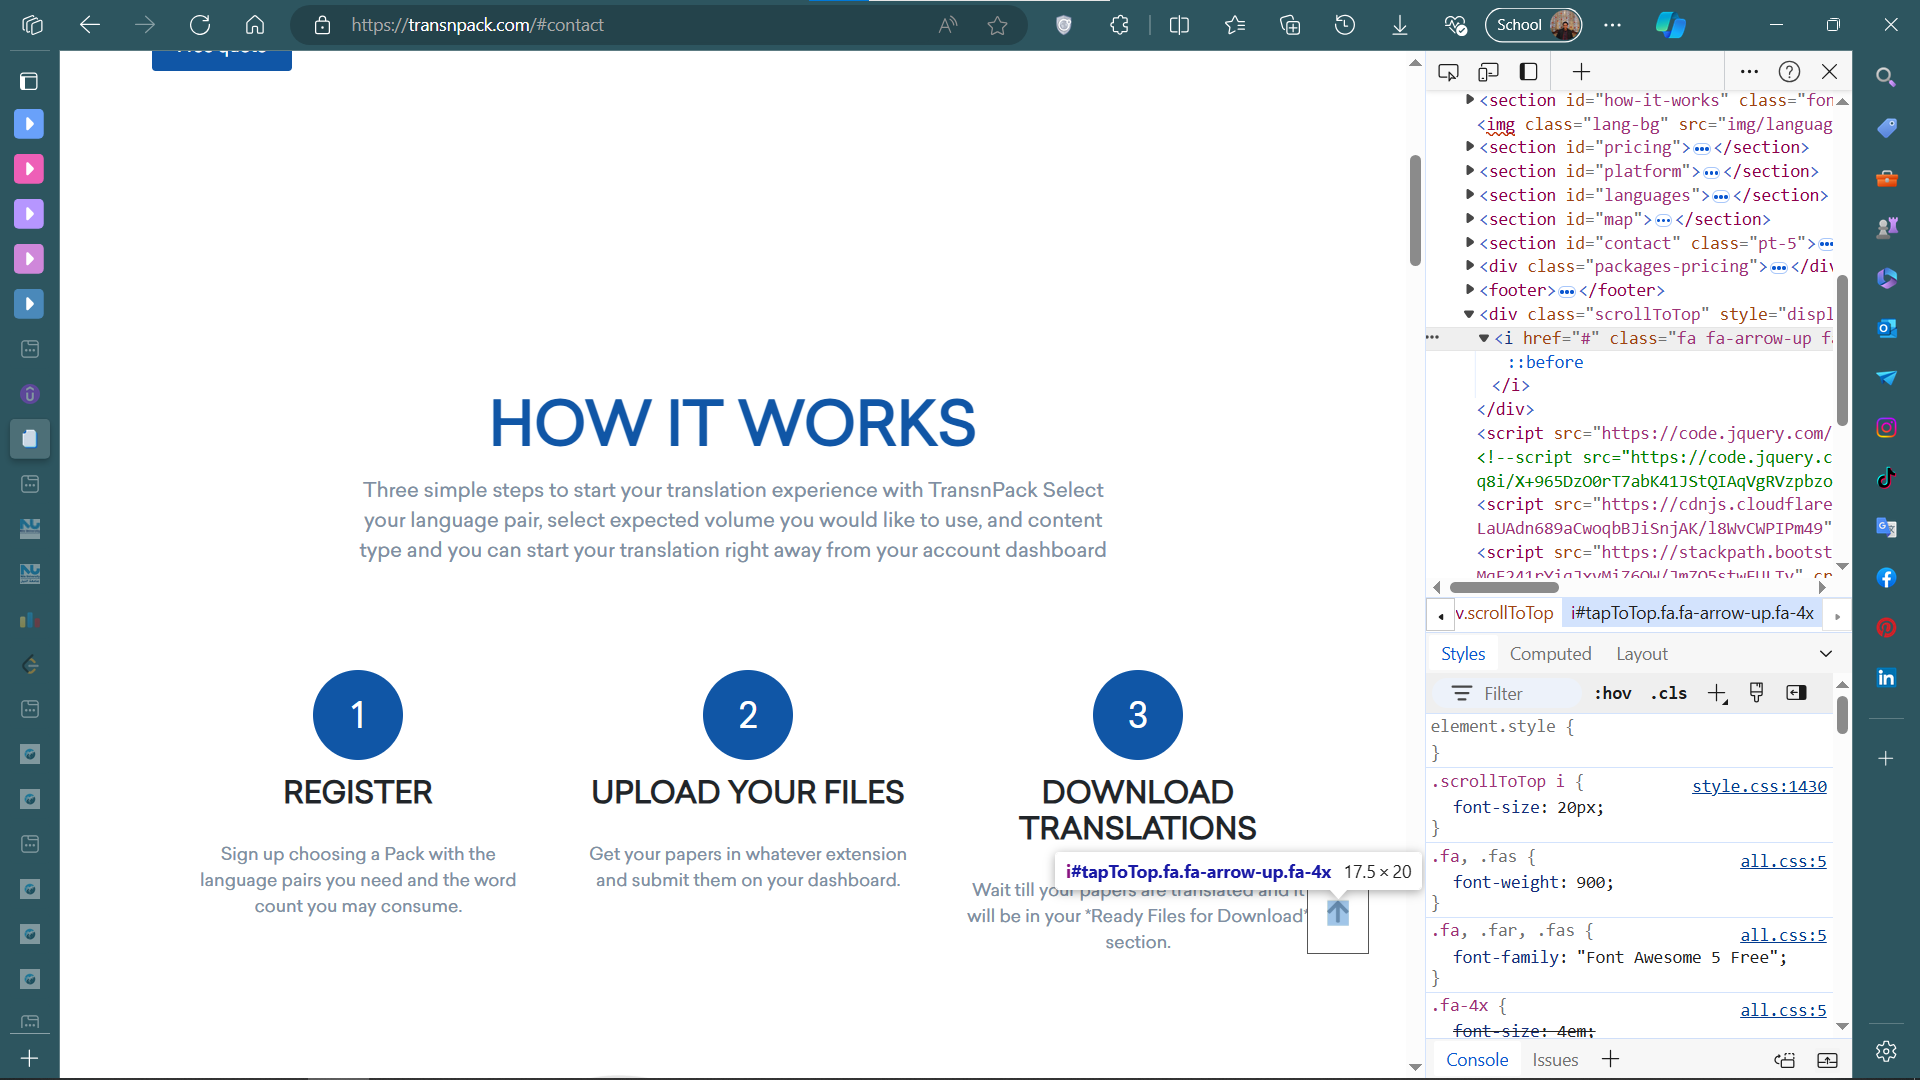 https://transnpack.com/#contact
School
HOW IT WORKS
Three simple steps to start your translation experience with TransnPack Select
your language pair, select expected volume you would like to use, and content
type and you can start your translation right away from your account dashboard
1
REGISTER
Sign up choosing a Pack with the
language pairs you need and the word
count you may consume.
2
UPLOAD YOUR FILES
Get your papers in whatever extension
and submit them on your dashboard.
3
DOWNLOAD
TRANSLATIONS
Wait till your papers are translated and it
will be in your *Ready Files for Download*
section.
i#tapToTop.fa.fa-arrow-up.fa-4x 17.5 × 20
<section id="how-it-works" class="fon
<img class="lang-bg" src="img/languag
<section id="pricing"> ••• </section>
<section id="platform"> ••• </section>
<section id="languages"> ••• </section>
<section id="map"> ••• </section>
<section id="contact" class="pt-5"> •••
<div class="packages-pricing"> ••• </div
<footer> ••• </footer>
<div class="scrollToTop" style="displ
<i href="#" class="fa fa-arrow-up f
::before
</i>
</div>
<script src="https://code.jquery.com/
<!--script src="https://code.jquery.c
q8i/X+965DzO0rT7abK41JStQIAqVgRVzpbzo
<script src="https://cdnjs.cloudflare
LaUAdn689aCwoqbBJiSnjAK/l8WvCWPIPm49"
<script src="https://stackpath.bootst
v.scrollToTop i#tapToTop.fa.fa-arrow-up.fa-4x
Styles Computed Layout
Filter :hov .cls
element.style {
}
.scrollToTop i { style.css:1430
font-size: 20px;
}
.fa, .fas { all.css:5
font-weight: 900;
}
.fa, .far, .fas { all.css:5
font-family: "Font Awesome 5 Free";
}
.fa-4x { all.css:5
font-size: 4em;
Console Issues